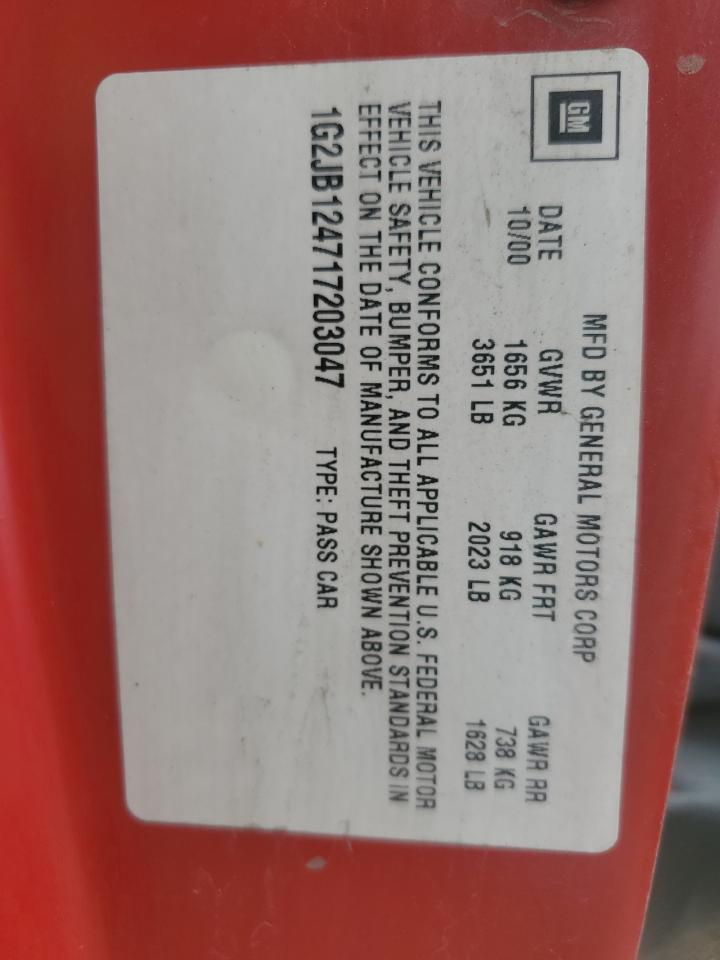 GM
MFD BY GENERAL MOTORS CORP
DATE GVWR GAWR FRT GAWR RR
10/00 1656 KG 918 KG 738 KG
3651 LB 2023 LB 1628 LB
THIS VEHICLE CONFORMS TO ALL APPLICABLE U.S. FEDERAL MOTOR
VEHICLE SAFETY, BUMPER, AND THEFT PREVENTION STANDARDS IN
EFFECT ON THE DATE OF MANUFACTURE SHOWN ABOVE.
1G2JB124717203047 TYPE: PASS CAR